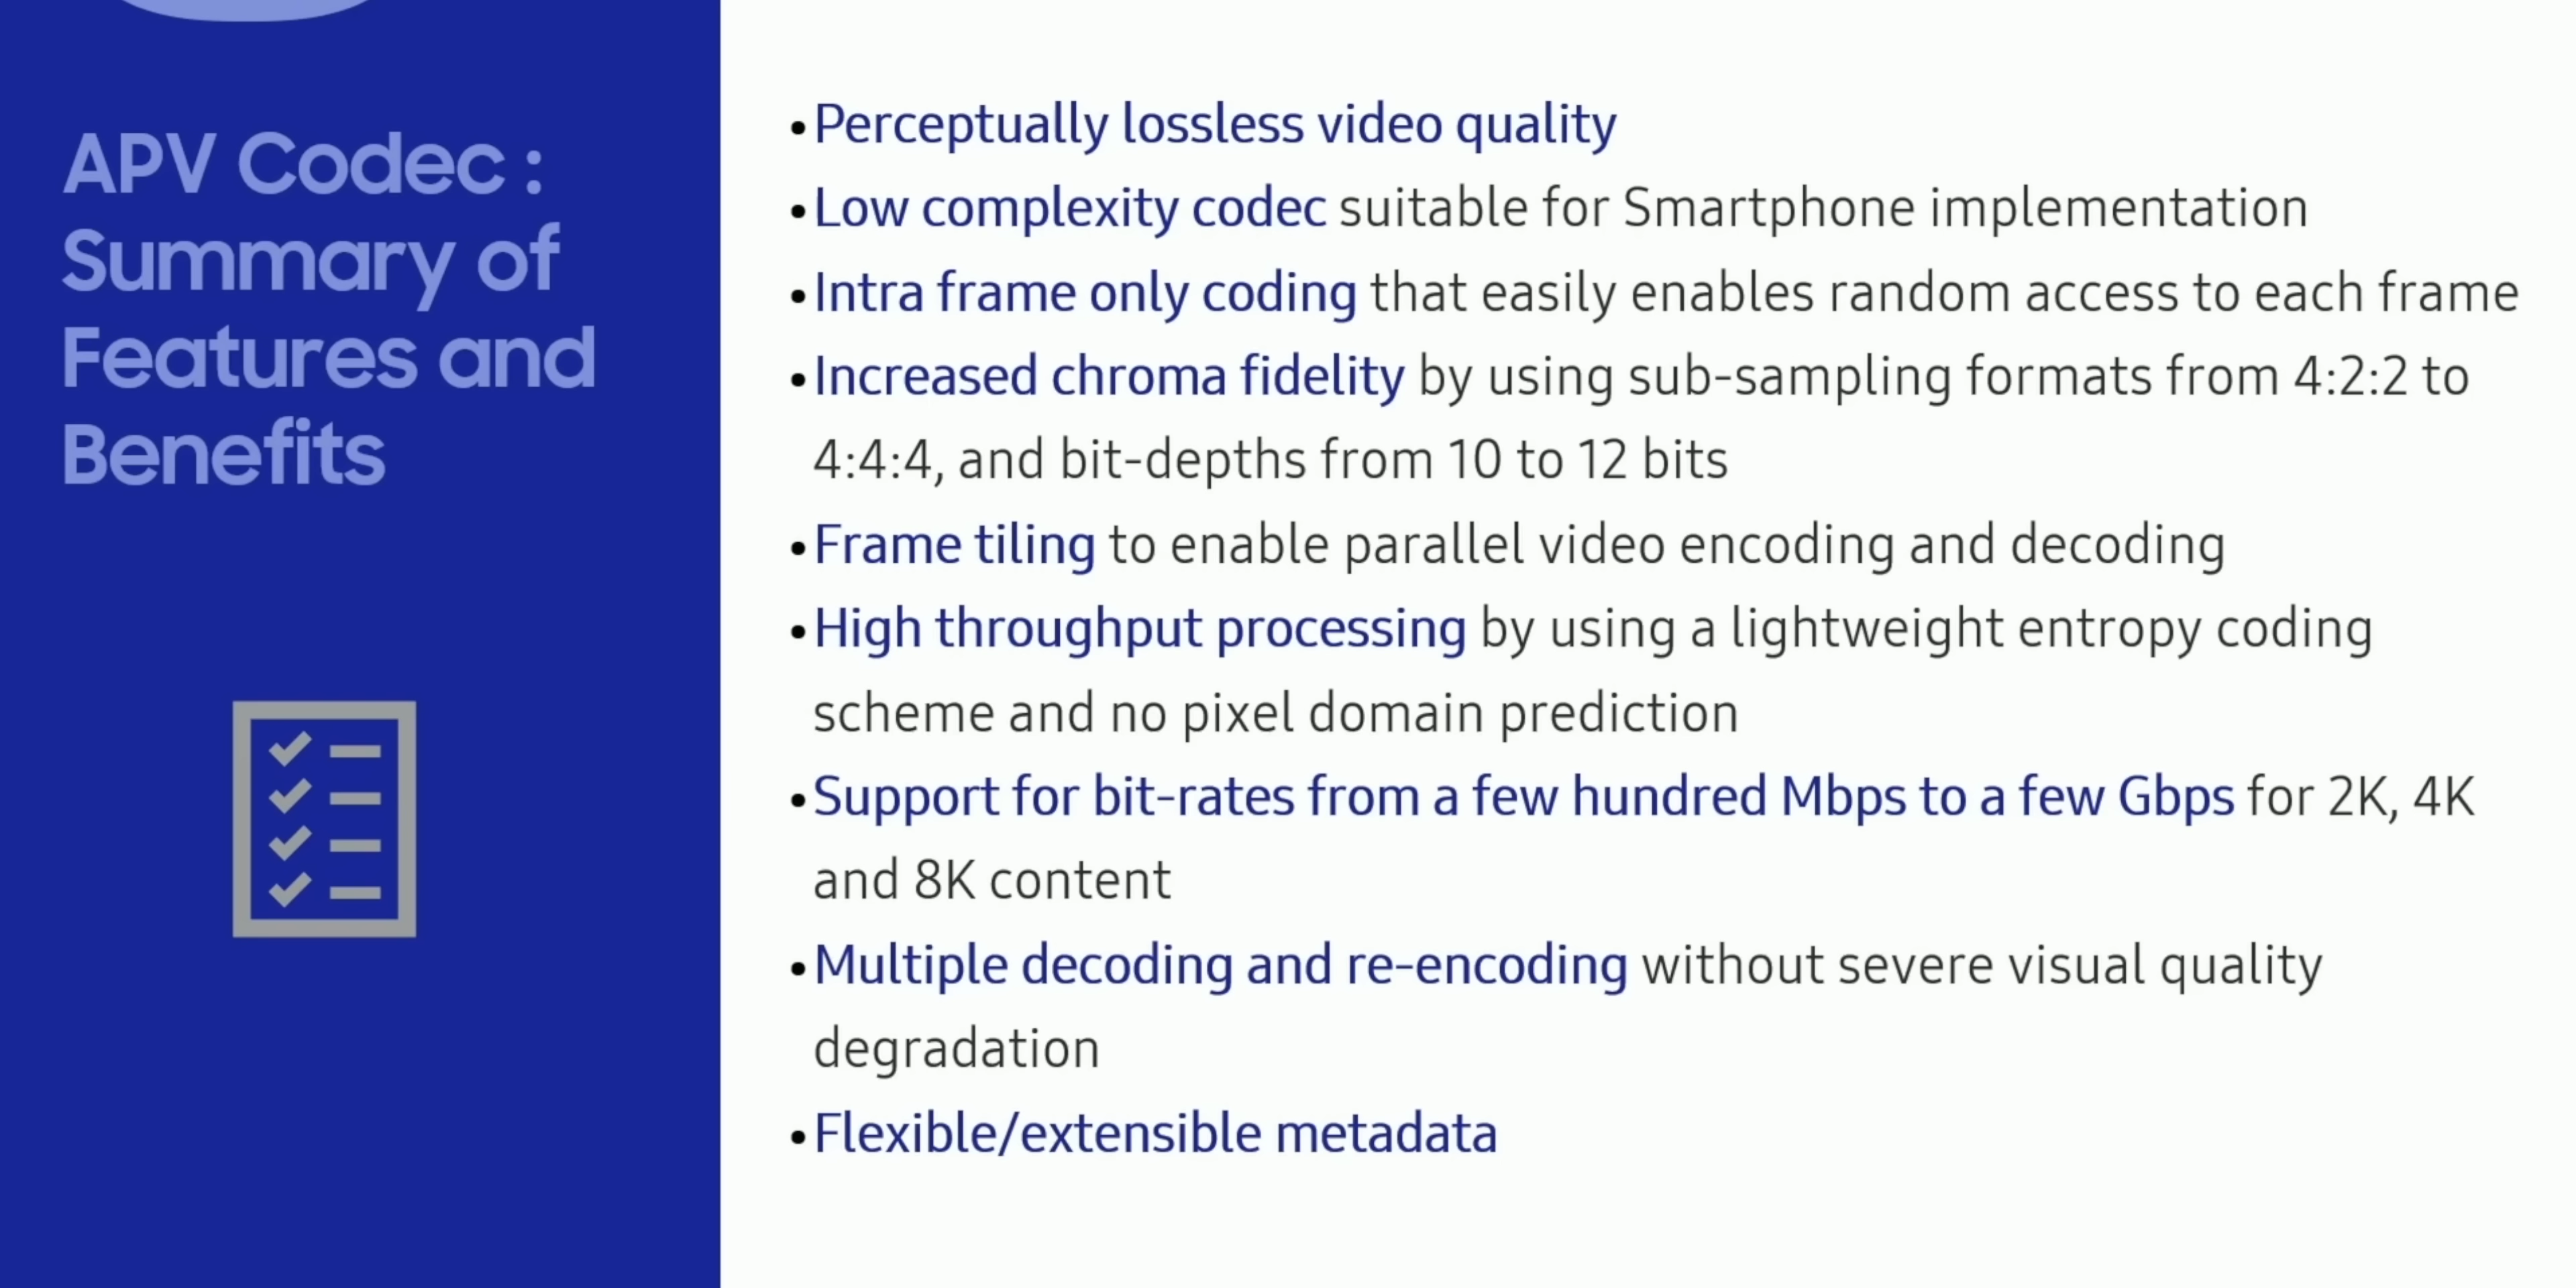 APV Codec :
Summary of
Features and
Benefits
•Perceptually lossless video quality
•Low complexity codec suitable for Smartphone implementation
•Intra frame only coding that easily enables random access to each frame
•Increased chroma fidelity by using sub-sampling formats from 4:2:2 to
4:4:4, and bit-depths from 10 to 12 bits
•Frame tiling to enable parallel video encoding and decoding
•High throughput processing by using a lightweight entropy coding
scheme and no pixel domain prediction
•Support for bit-rates from a few hundred Mbps to a few Gbps for 2K, 4K
and 8K content
•Multiple decoding and re-encoding without severe visual quality
degradation
•Flexible/extensible metadata